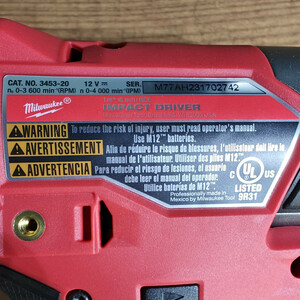 CAT. NO. 3453-20 12 V⎓ SER. M77AH231702742
n₀ 0-3 600 min⁻¹(RPM) n 0-4 000 min⁻¹(IPM)
Milwaukee
IMPACT DRIVER
WARNING
AVERTISSEMENT
ADVERTENCIA
To reduce the risk of injury, user must read operator's manual.
Use M12™ batteries.
Afin de réduire le risque de blessures, l'utilisateur doit lire le
manuel de l'utilisateur. Utiliser des piles M12™.
Para reducir el riesgo de lesiones, el usuario
debe leer el manual del operador.
Utilice baterías de M12™
Professionally made in
Mexico by Milwaukee Tool
C UL US
LISTED
9R31